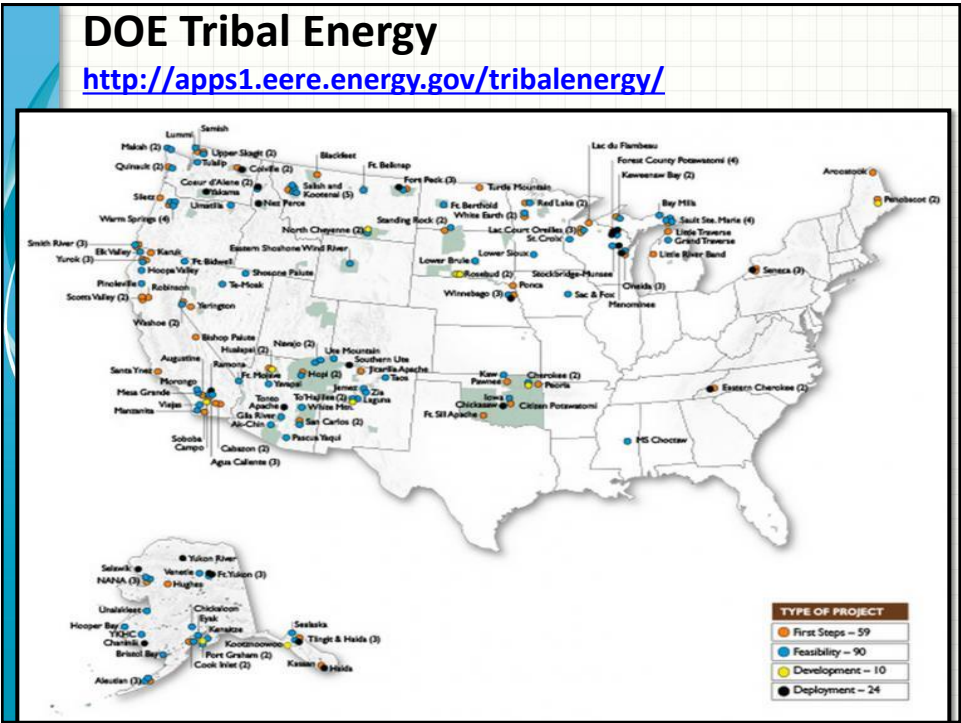 DOE Tribal Energy
http://apps1.eere.energy.gov/tribalenergy/
Lummi
Samish
Makah (2)
Upper Skagit (2)
Tulalip
Quinault (2)
Colville (2)
Coeur d'Alene (2)
Yakama
Siletz
Umatilla
Nez Perce
Warm Springs (4)
Blackfeet
Salish and
Kootenai (5)
Ft. Belknap
Fort Peck (3)
Turtle Mountain
Ft. Berthold
Red Lake (2)
White Earth (2)
Standing Rock (2)
North Cheyenne (2)
Lac du Flambeau
Forest County Potawatomi (4)
Keweenaw Bay (2)
Bay Mills
Sault Ste. Marie (4)
Little Traverse
Grand Traverse
Little River Band
Lac Court Oreilles (3)
St. Croix
Aroostook
Penobscot (2)
Smith River (3)
Elk Valley
Karuk
Yurok (3)
Ft. Bidwell
Hoopa Valley
Eastern Shoshone Wind River
Shosone Paiute
Te-Moak
Pinoleville
Robinson
Scotts Valley (2)
Yerington
Washoe (2)
Lower Brule
Lower Sioux
Rosebud (2)
Ponca
Winnebago (3)
Stockbridge-Munsee
Oneida (3)
Menominee
Sac & Fox
Seneca (3)
Bishop Paiute
Hualapai (2)
Navajo (2)
Ute Mountain
Southern Ute
Jicarilla Apache
Taos
Augustine
Ramona
Santa Ynez
Morongo
Mesa Grande
Viejas
Manzanita
Ft. Mojave
Yavapai
Hopi (2)
Jemez
Zia
Laguna
To'Hajiilee (2)
White Mtn.
Tonto
Apache
Gila River
Ak-Chin
San Carlos (2)
Pascua Yaqui
Soboba
Campo
Cabazon (2)
Agua Caliente (3)
Kaw
Pawnee
Cherokee (2)
Peoria
Iowa
Chickasaw
Citizen Potawatomi
Ft. Sill Apache
Eastern Cherokee (2)
MS Choctaw
Yukon River
Selawik
Venetie
Ft. Yukon (3)
NANA (3)
Hughes
Unalakleet
Chickaloon
Eyak
Kenaitze
Hooper Bay
YKHC
Chaninik
Bristol Bay
Port Graham (2)
Cook Inlet (2)
Aleutian (3)
Sealaska
Tlingit & Haida (3)
Kootznoowoo
Kasaan
Haida
TYPE OF PROJECT
First Steps – 59
Feasibility – 90
Development – 10
Deployment – 24